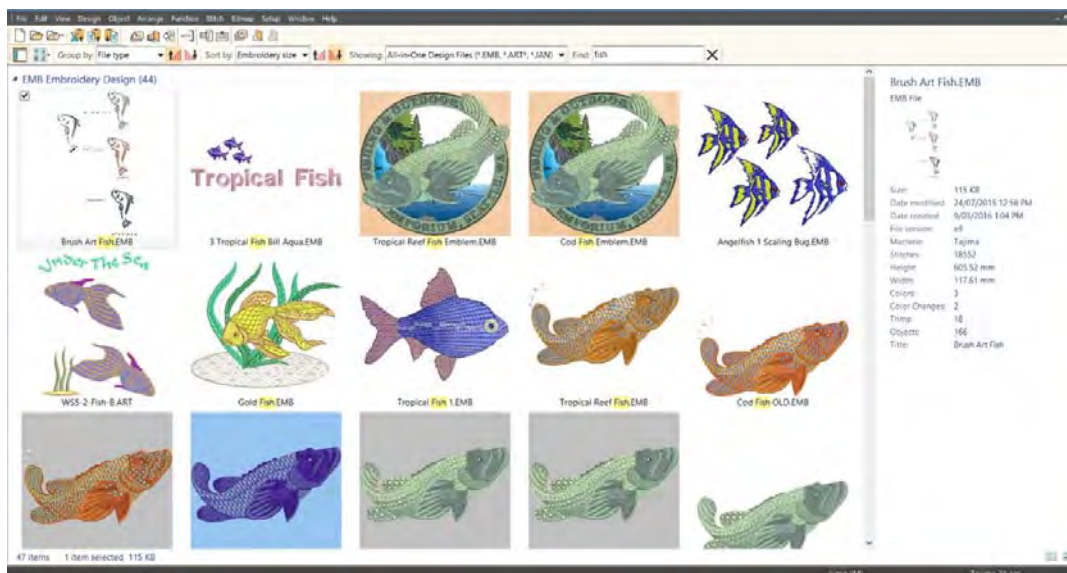 File Edit View Design Object Arrange Function Stitch Bitmap Setup Window Help
Group by: File type Sort by: Embroidery size Showing: All-in-One Design Files (*.EMB, *.ART*, *.JAN) Find: fish
EMB Embroidery Design (44)
Tropical Fish
Brush Art Fish.EMB
3 Tropical Fish Bill Aqua.EMB
Tropical Reef Fish Emblem.EMB
Cod Fish Emblem.EMB
Angelfish 1 Scaling Bug.EMB
Under The Sea
WS5-2-Fish-B.ART
Gold Fish.EMB
Tropical Fish 1.EMB
Tropical Reef Fish.EMB
Cod Fish OLD.EMB
47 items 1 item selected 115 KB
Brush Art Fish.EMB
EMB File
Size: 115 KB
Date modified: 24/07/2015 12:56 PM
Date created: 9/03/2016 1:04 PM
File version: e9
Machine: Tajima
Stitches: 18552
Height: 605.52 mm
Width: 117.61 mm
Colors: 3
Color Changes: 2
Trims: 18
Objects: 166
Title: Brush Art Fish